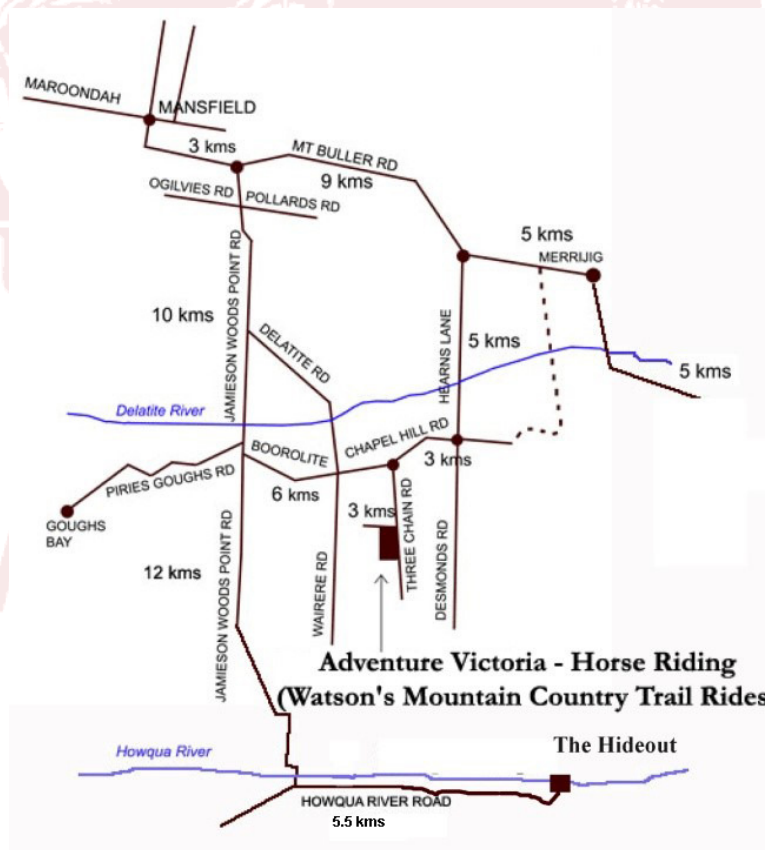 MAROONDAH
MANSFIELD
3 kms
MT BULLER RD
9 kms
OGILVIES RD
POLLARDS RD
5 kms
MERRIJIG
JAMIESON WOODS POINT RD
10 kms
DELATITE RD
HEARNS LANE
5 kms
5 kms
Delatite River
BOOROLITE
CHAPEL HILL RD
3 kms
PIRIES GOUGHS RD
6 kms
GOUGHS
BAY
3 kms
THREE CHAIN RD
JAMIESON WOODS POINT RD
12 kms
WAIRERE RD
DESMONDS RD
Adventure Victoria - Horse Riding
(Watson's Mountain Country Trail Rides
The Hideout
Howqua River
HOWQUA RIVER ROAD
5.5 kms